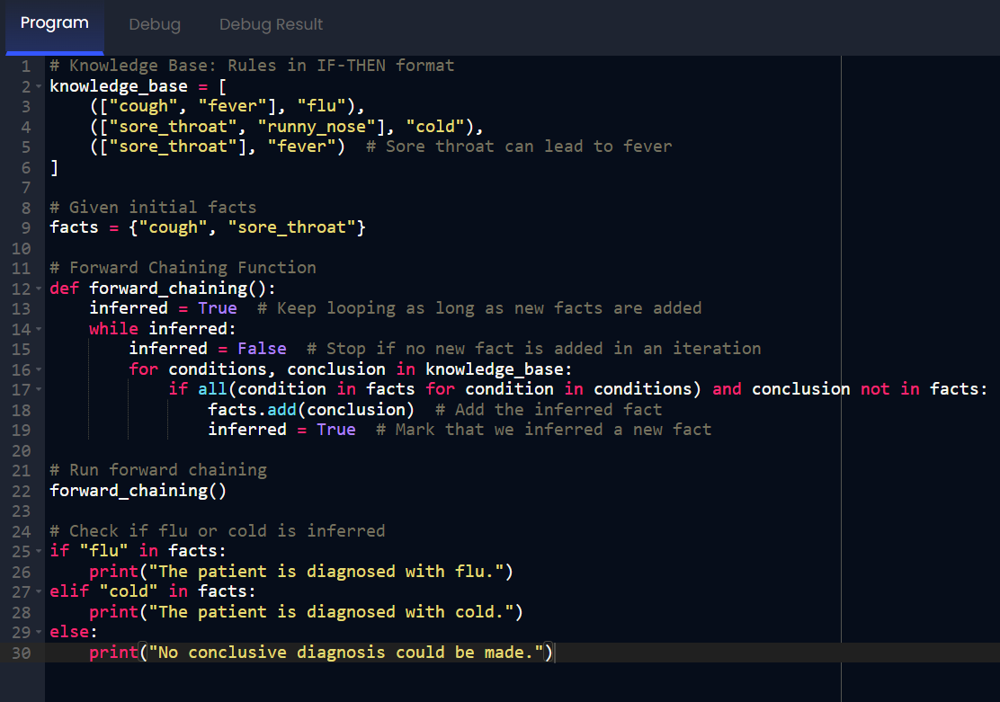 Program Debug Debug Result
1 # Knowledge Base: Rules in IF-THEN format
2 knowledge_base = [
3     (["cough", "fever"], "flu"),
4     (["sore_throat", "runny_nose"], "cold"),
5     (["sore_throat"], "fever")  # Sore throat can lead to fever
6 ]
7
8 # Given initial facts
9 facts = {"cough", "sore_throat"}
10
11 # Forward Chaining Function
12 def forward_chaining():
13     inferred = True  # Keep looping as long as new facts are added
14     while inferred:
15         inferred = False  # Stop if no new fact is added in an iteration
16         for conditions, conclusion in knowledge_base:
17             if all(condition in facts for condition in conditions) and conclusion not in facts:
18                 facts.add(conclusion)  # Add the inferred fact
19                 inferred = True  # Mark that we inferred a new fact
20
21 # Run forward chaining
22 forward_chaining()
23
24 # Check if flu or cold is inferred
25 if "flu" in facts:
26     print("The patient is diagnosed with flu.")
27 elif "cold" in facts:
28     print("The patient is diagnosed with cold.")
29 else:
30     print("No conclusive diagnosis could be made.")